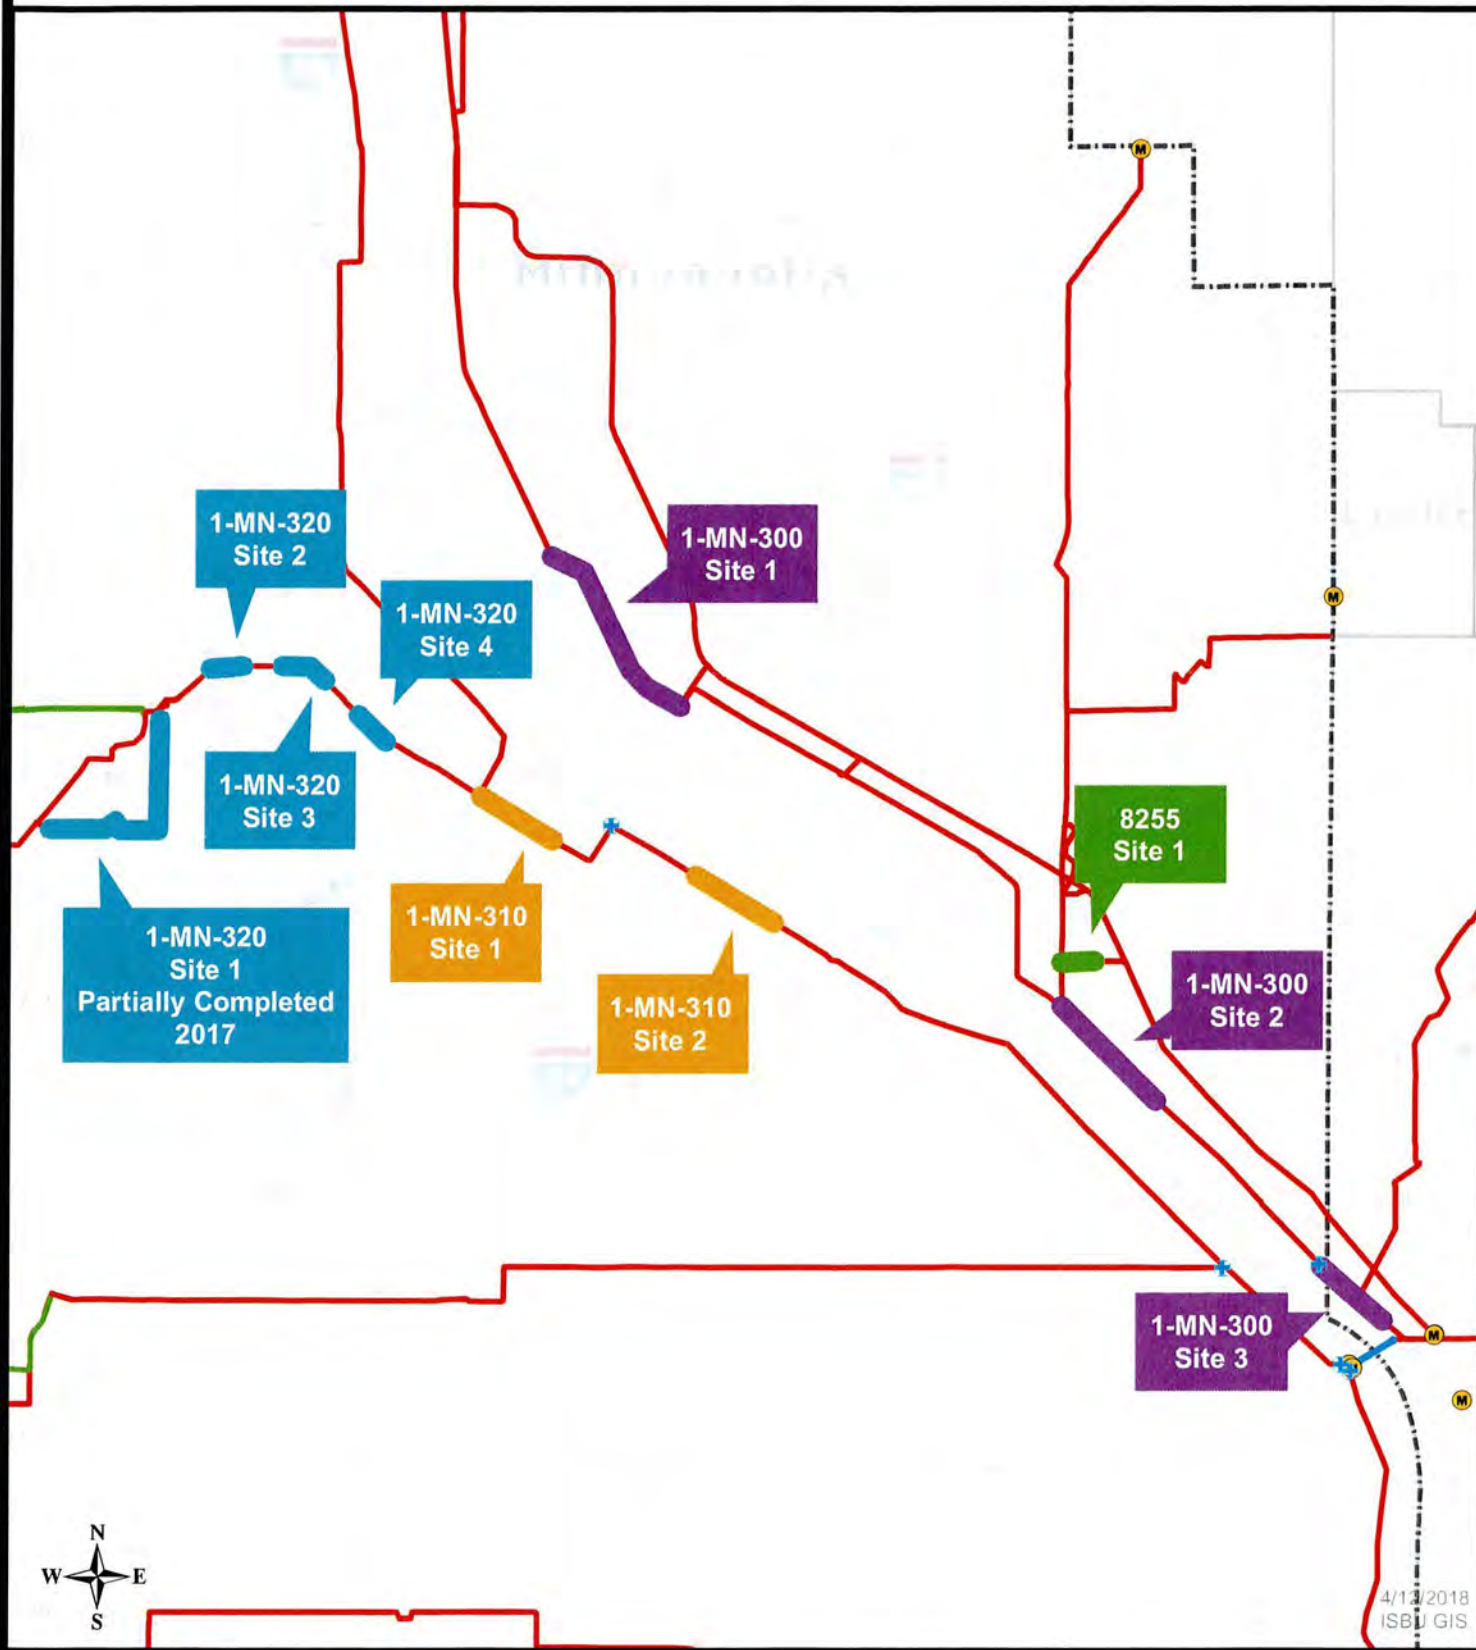 1-MN-320
Site 2
1-MN-300
Site 1
1-MN-320
Site 4
1-MN-320
Site 3
8255
Site 1
1-MN-310
Site 1
1-MN-320
Site 1
Partially Completed
2017
1-MN-310
Site 2
1-MN-300
Site 2
1-MN-300
Site 3
M
M
M
M
N
W
E
S
4/12/2018
ISBU GIS